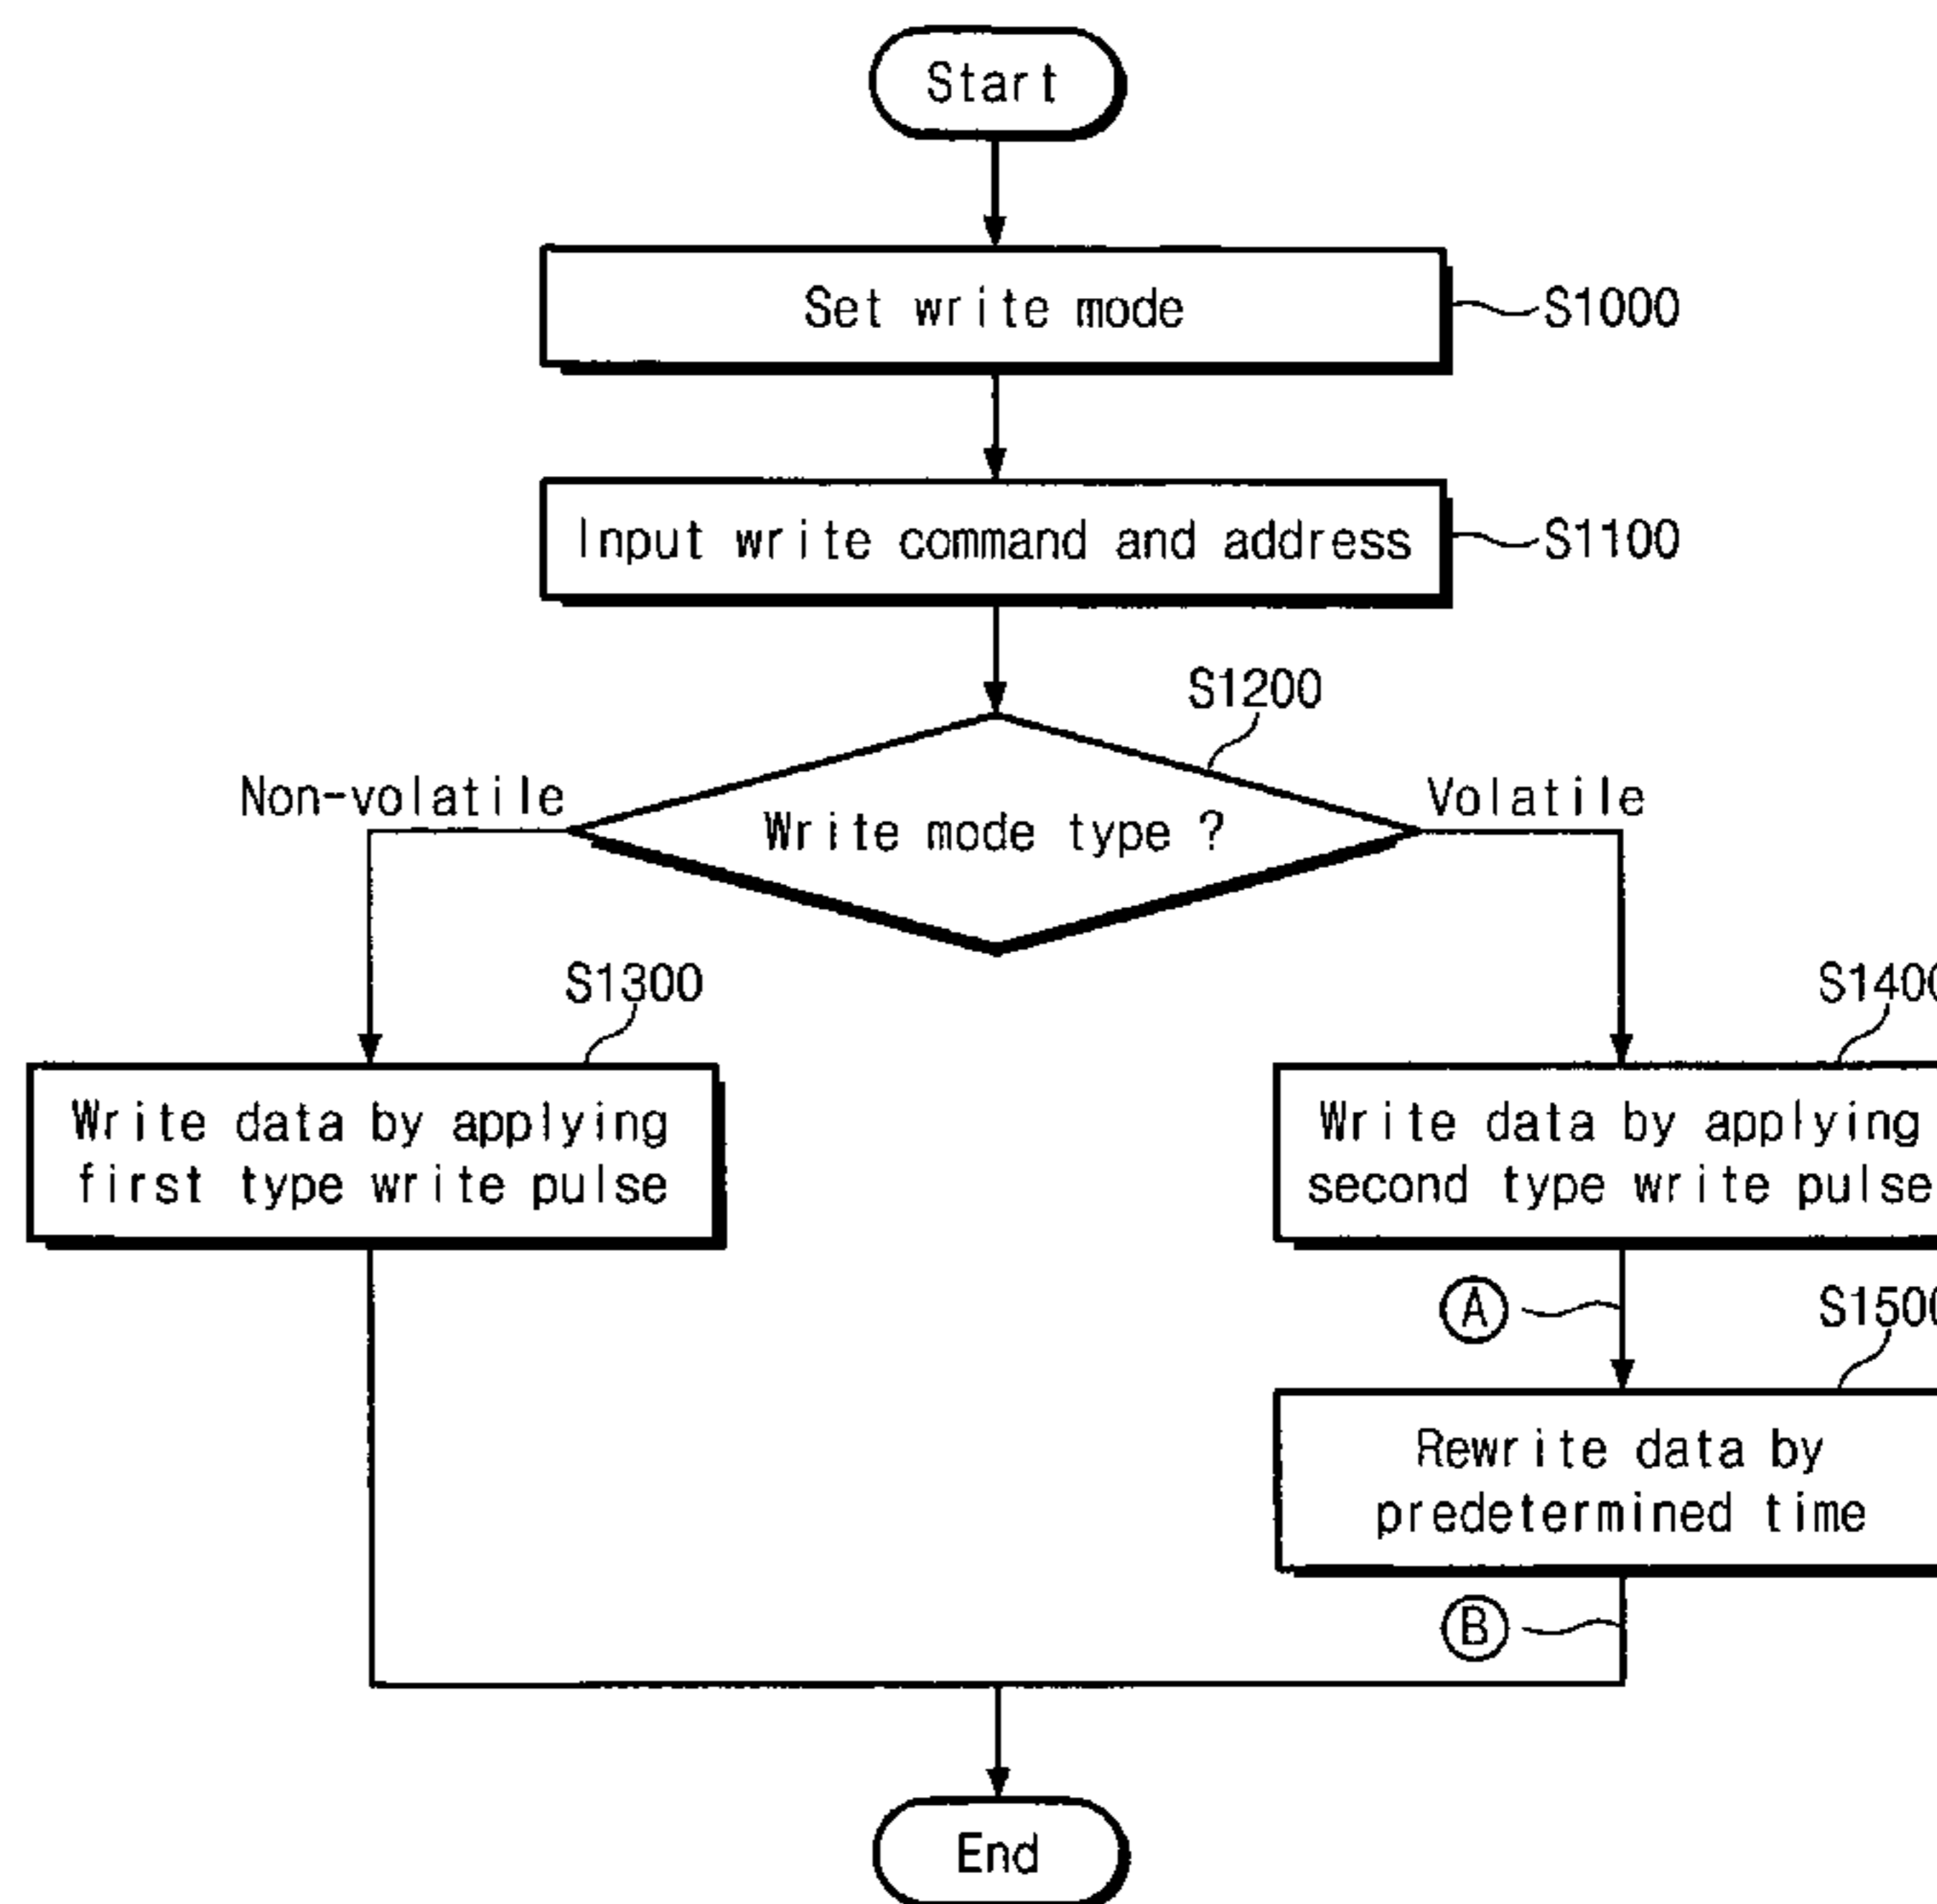 Start
Set write mode
S1000
Input write command and address
S1100
S1200
Non-volatile
Write mode type ?
Volatile
S1300
S1400
Write data by applying
first type write pulse
Write data by applying
second type write pulse
A
S1500
Rewrite data by
predetermined time
B
End